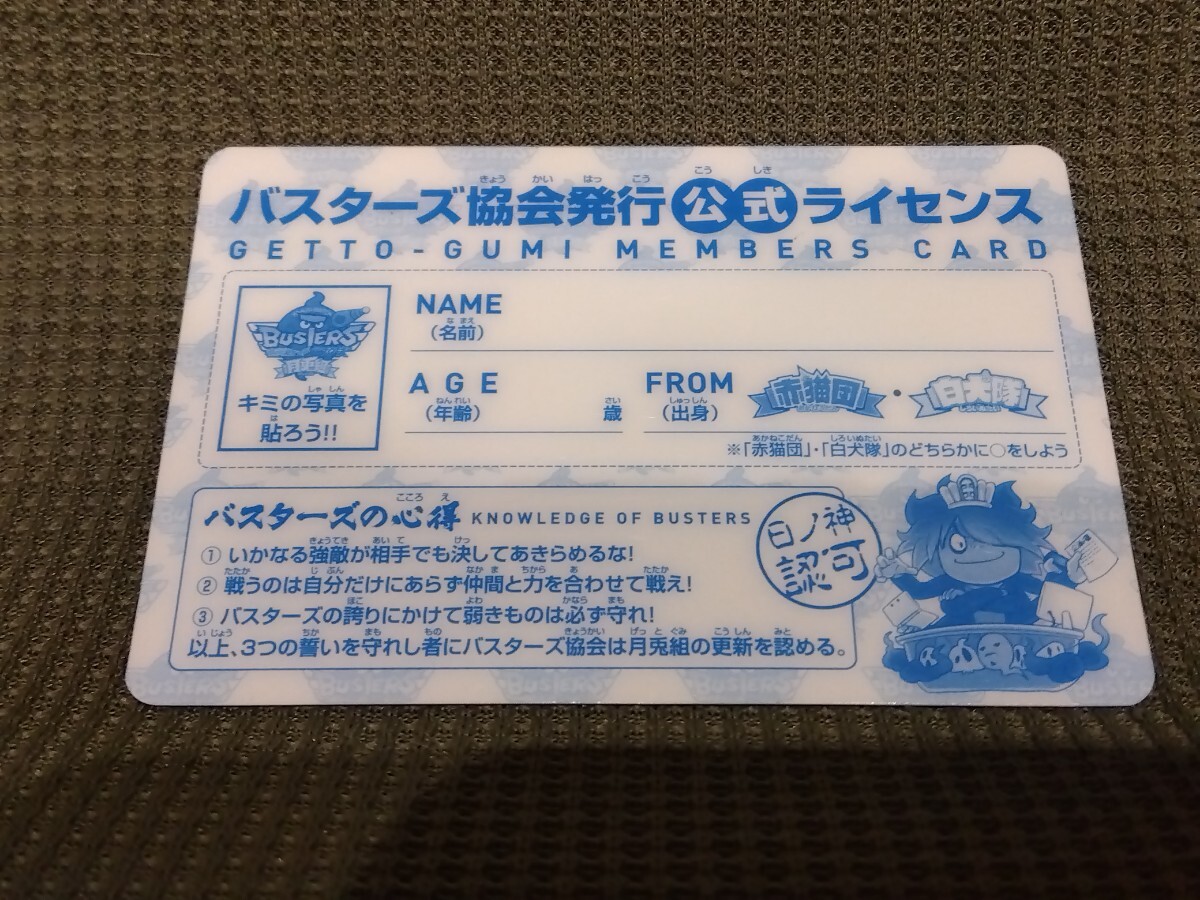 バスターズ協会発行公式ライセンス
GETTO-GUMI MEMBERS CARD
BUSTERS
月兎組
キミの写真を
貼ろう!!
NAME
(名前)
AGE
(年齢) 歳
FROM
(出身)
赤猫団・白犬隊
※「赤猫団」・「白犬隊」のどちらかに○をしよう
バスターズの心得 KNOWLEDGE OF BUSTERS
① いかなる強敵が相手でも決してあきらめるな!
② 戦うのは自分だけにあらず仲間と力を合わせて戦え!
③ バスターズの誇りにかけて弱きものは必ず守れ!
以上、3つの誓いを守れし者にバスターズ協会は月兎組の更新を認める。
日ノ神
認可